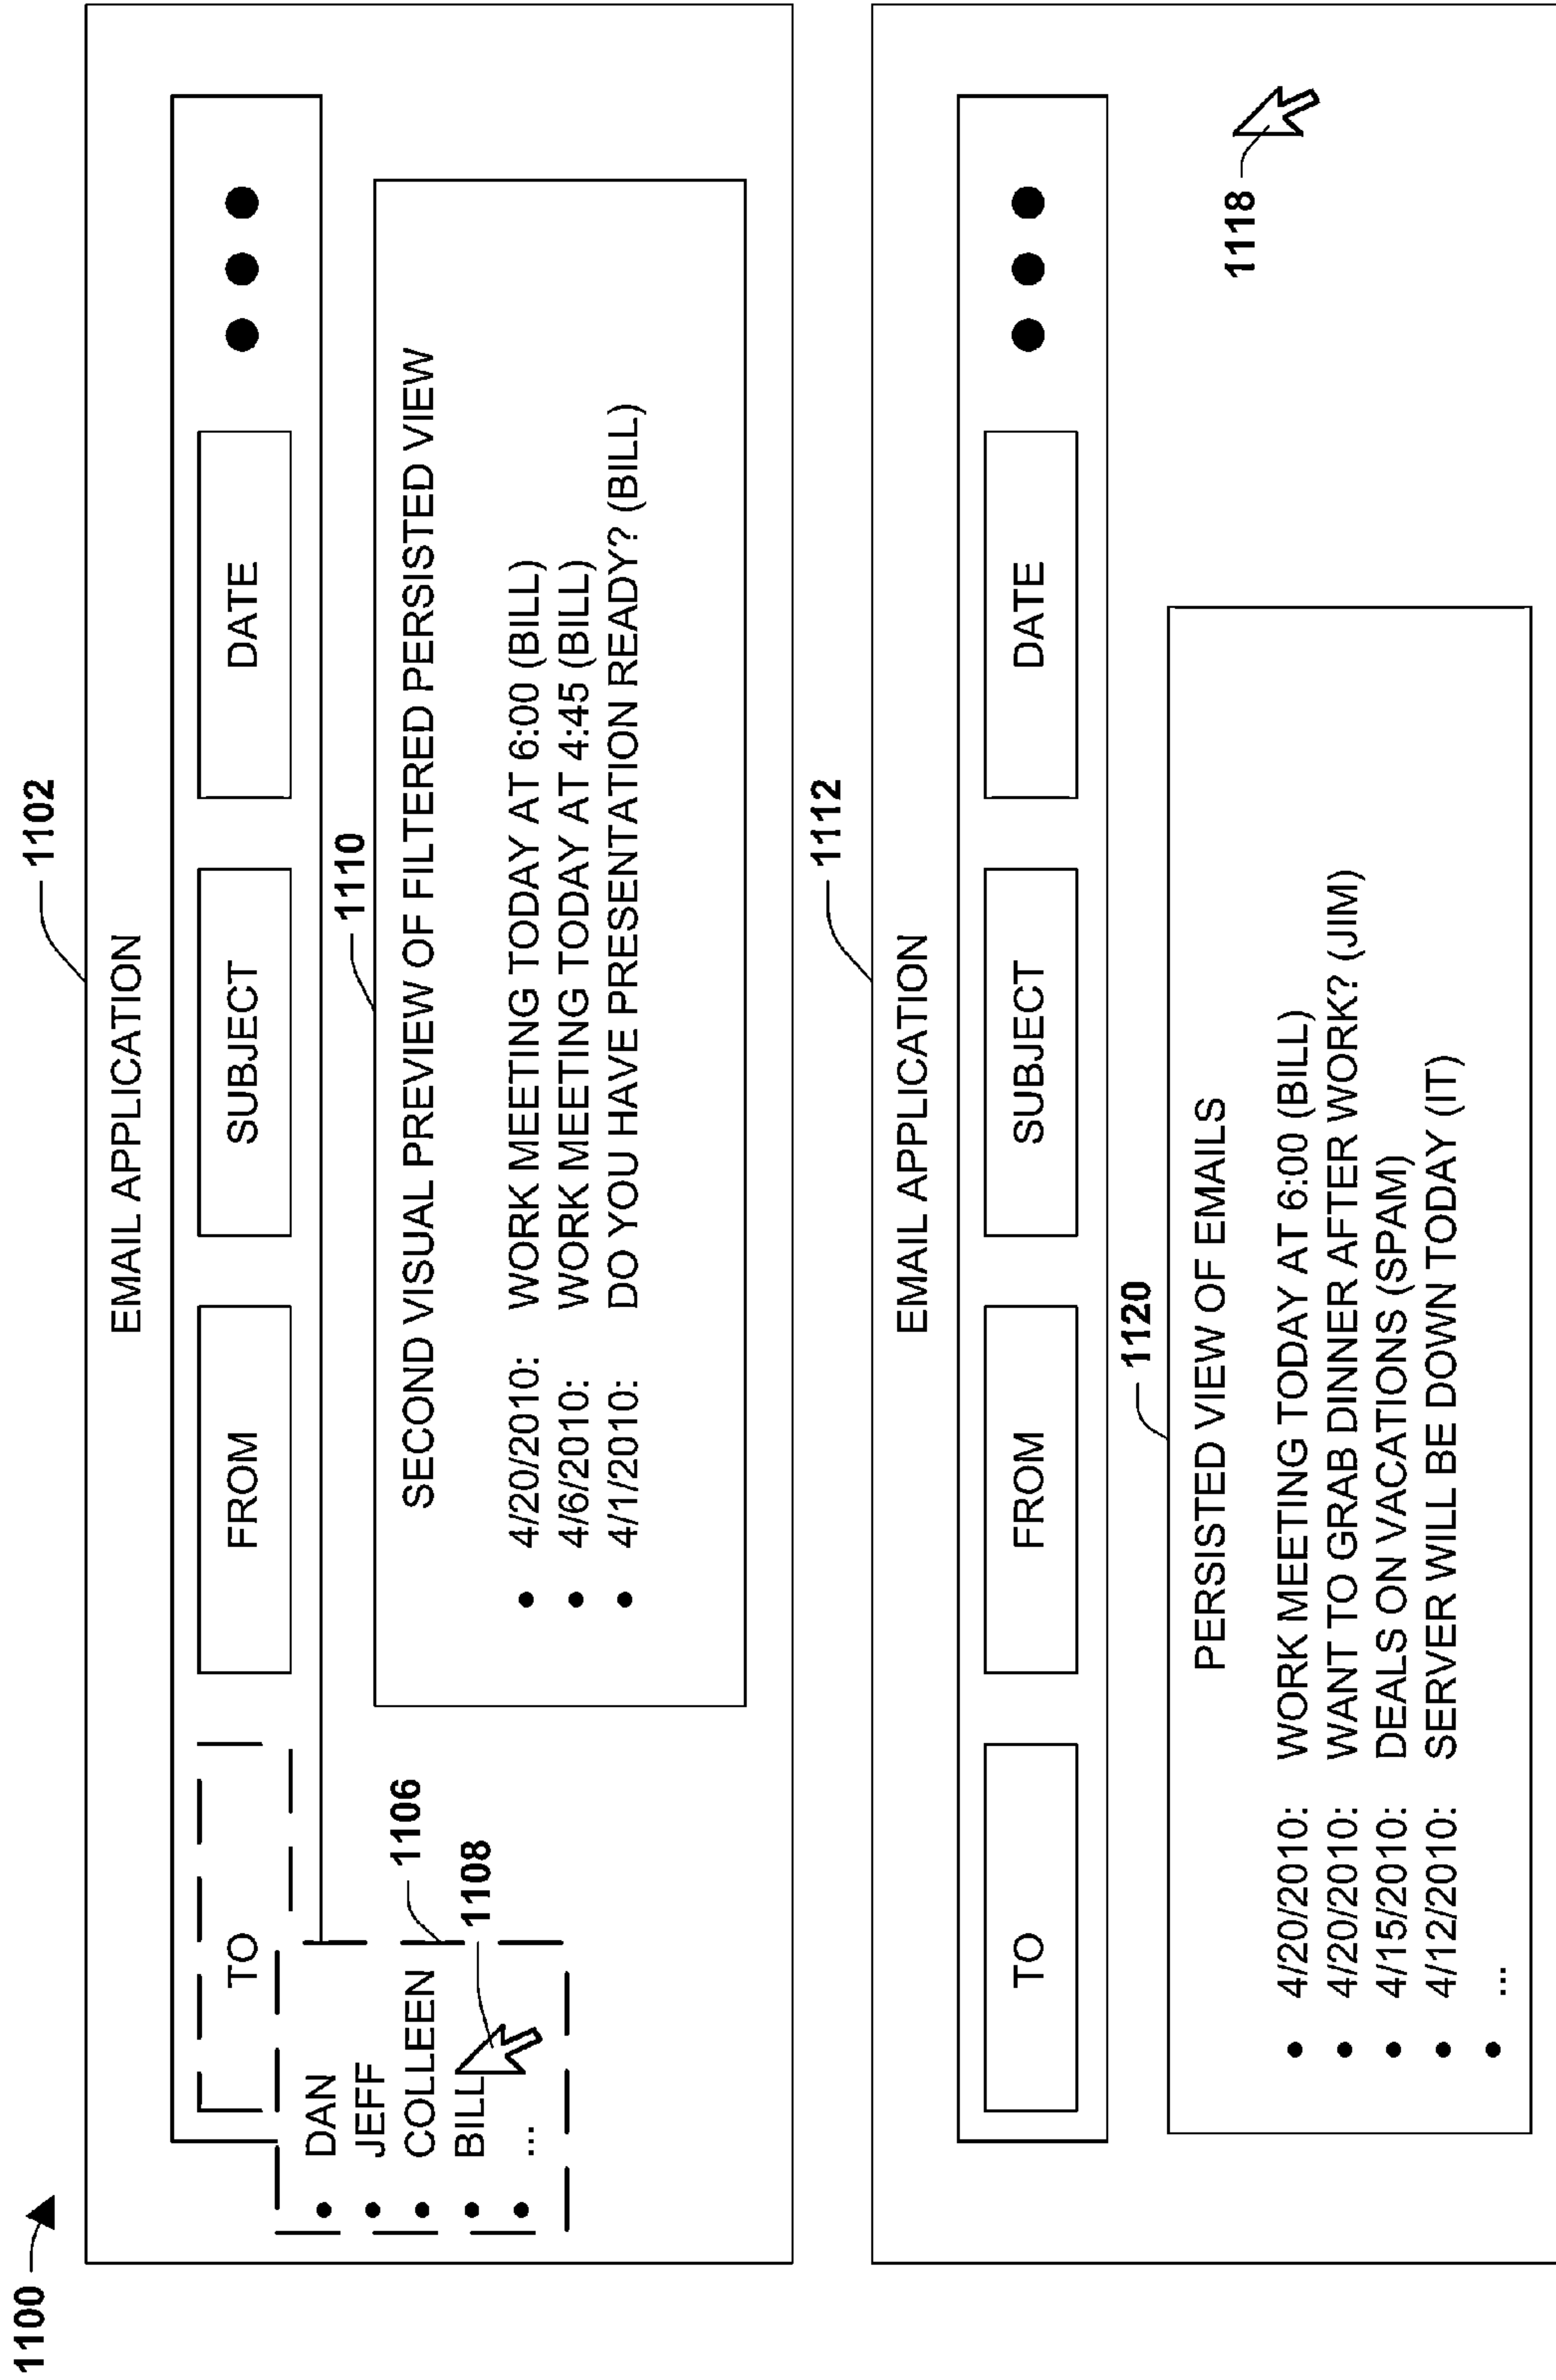 1100
1102
EMAIL APPLICATION
TO
FROM
SUBJECT
DATE
1110
• DAN
• JEFF
• COLLEEN
• BILL
• ...
1106
1108
SECOND VISUAL PREVIEW OF FILTERED PERSISTED VIEW
• 4/20/2010: WORK MEETING TODAY AT 6:00 (BILL)
• 4/6/2010: WORK MEETING TODAY AT 4:45 (BILL)
• 4/1/2010: DO YOU HAVE PRESENTATION READY? (BILL)
1112
EMAIL APPLICATION
TO
FROM
SUBJECT
DATE
1120
PERSISTED VIEW OF EMAILS
• 4/20/2010: WORK MEETING TODAY AT 6:00 (BILL)
• 4/20/2010: WANT TO GRAB DINNER AFTER WORK? (JIM)
• 4/15/2010: DEALS ON VACATIONS (SPAM)
• 4/12/2010: SERVER WILL BE DOWN TODAY (IT)
• ...
1118